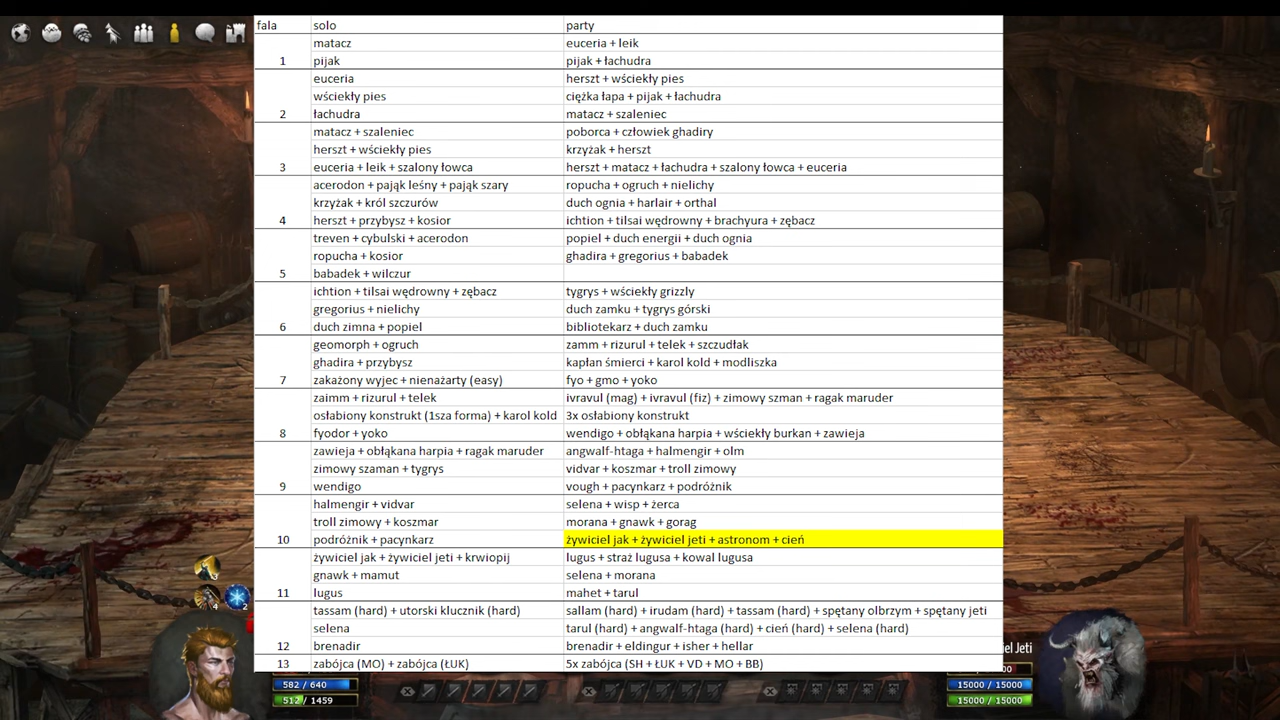 fala solo party
matacz euceria + leik
1 pijak pijak + łachudra
euceria herszt + wściekły pies
wściekły pies ciężka łapa + pijak + łachudra
2 łachudra matacz + szaleniec
matacz + szaleniec poborca + człowiek ghadiry
herszt + wściekły pies krzyżak + herszt
3 euceria + leik + szalony łowca herszt + matacz + łachudra + szalony łowca + euceria
acerodon + pająk leśny + pająk szary ropucha + ogruch + nielichy
krzyżak + król szczurów duch ognia + harlair + orthal
4 herszt + przybysz + kosior ichtion + tilsai wędrowny + brachyura + zębacz
treven + cybulski + acerodon popiel + duch energii + duch ognia
ropucha + kosior ghadira + gregorius + babadek
5 babadek + wilczur
ichtion + tilsai wędrowny + zębacz tygrys + wściekły grizzly
gregorius + nielichy duch zamku + tygrys górski
6 duch zimna + popiel bibliotekarz + duch zamku
geomorph + ogruch zamm + rizurul + telek + szczudłak
ghadira + przybysz kapłan śmierci + karol kold + modliszka
7 zakażony wyjec + nienażarty (easy) fyo + gmo + yoko
zaimm + rizurul + telek ivravul (mag) + ivravul (fiz) + zimowy szman + ragak maruder
osłabiony konstrukt (1sza forma) + karol kold 3x osłabiony konstrukt
8 fyodor + yoko wendigo + obłąkana harpia + wściekły burkan + zawieja
zawieja + obłąkana harpia + ragak maruder angwalf-htaga + halmengir + olm
zimowy szaman + tygrys vidvar + koszmar + troll zimowy
9 wendigo vough + pacynkarz + podróżnik
halmengir + vidvar selena + wisp + żerca
troll zimowy + koszmar morana + gnawk + gorag
10 podróżnik + pacynkarz żywiciel jak + żywiciel jeti + astronom + cień
żywiciel jak + żywiciel jeti + krwiopij lugus + straż lugusa + kowal lugusa
gnawk + mamut selena + morana
11 lugus mahet + tarul
tassam (hard) + utorski klucznik (hard) sallam (hard) + irudam (hard) + tassam (hard) + spętany olbrzym + spętany jeti
selena tarul (hard) + angwalf-htaga (hard) + cień (hard) + selena (hard)
12 brenadir brenadir + eldingur + isher + hellar
13 zabójca (MO) + zabójca (ŁUK) 5x zabójca (SH + ŁUK + VD + MO + BB)
4 2
Jeti
582 / 640 15000 / 15000
512 / 1459 15000 / 15000